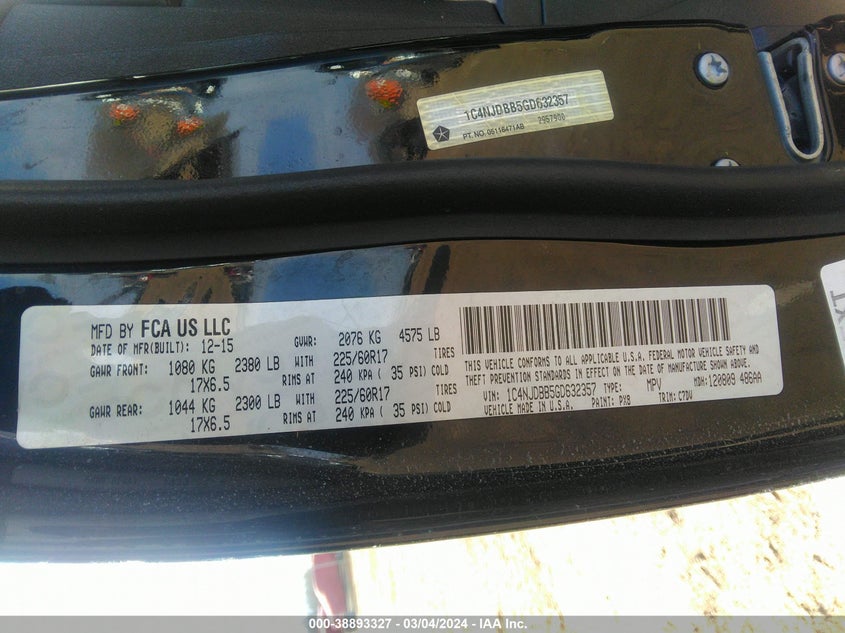 1C4NJDBB5GD632357
PT. NO. 05116471AB 2957900
MFD BY FCA US LLC
DATE OF MFR(BUILT): 12-15 GVWR: 2076 KG 4575 LB
GAWR FRONT: 1080 KG 2380 LB WITH 225/60R17 TIRES
17X6.5 RIMS AT 240 KPA ( 35 PSI) COLD
GAWR REAR: 1044 KG 2300 LB WITH 225/60R17 TIRES
17X6.5 RIMS AT 240 KPA ( 35 PSI) COLD
THIS VEHICLE CONFORMS TO ALL APPLICABLE U.S.A. FEDERAL MOTOR VEHICLE SAFETY AND
THEFT PREVENTION STANDARDS IN EFFECT ON THE DATE OF MANUFACTURE SHOWN ABOVE.
VIN: 1C4NJDBB5GD632357 TYPE: MPV MDH: 120809 486AA
VEHICLE MADE IN U.S.A. PAINT: PX8 TRIM: C7DV
000-38893327 - 03/04/2024 - IAA Inc.